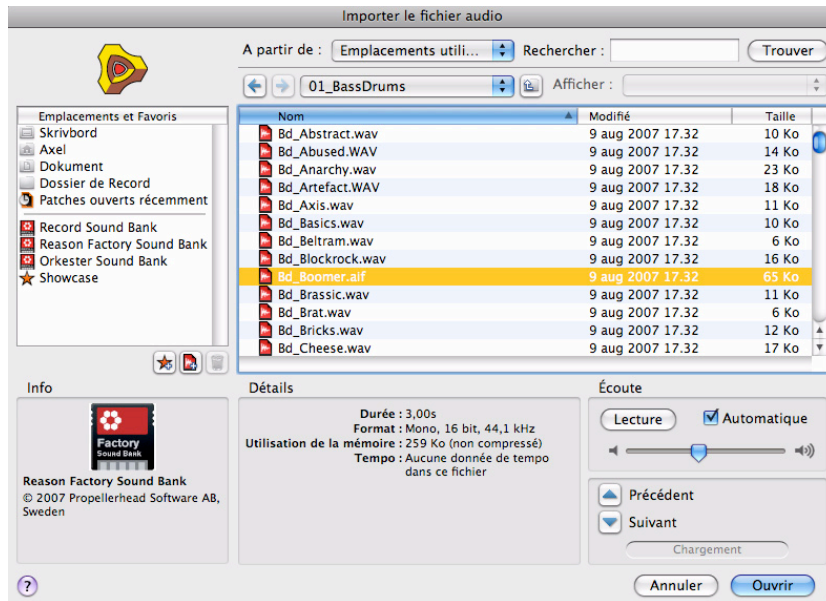 Importer le fichier audio
A partir de : Emplacements utili... Rechercher : Trouver
01_BassDrums Afficher :
Emplacements et Favoris
Skrivbord
Axel
Dokument
Dossier de Record
Patches ouverts récemment
Record Sound Bank
Reason Factory Sound Bank
Orkester Sound Bank
Showcase
Nom Modifié Taille
Bd_Abstract.wav 9 aug 2007 17.32 10 Ko
Bd_Abused.WAV 9 aug 2007 17.32 14 Ko
Bd_Anarchy.wav 9 aug 2007 17.32 23 Ko
Bd_Artefact.WAV 9 aug 2007 17.32 18 Ko
Bd_Axis.wav 9 aug 2007 17.32 11 Ko
Bd_Basics.wav 9 aug 2007 17.32 10 Ko
Bd_Beltram.wav 9 aug 2007 17.32 6 Ko
Bd_Blockrock.wav 9 aug 2007 17.32 16 Ko
Bd_Boomer.aif 9 aug 2007 17.32 65 Ko
Bd_Brassic.wav 9 aug 2007 17.32 11 Ko
Bd_Brat.wav 9 aug 2007 17.32 6 Ko
Bd_Bricks.wav 9 aug 2007 17.32 12 Ko
Bd_Cheese.wav 9 aug 2007 17.32 17 Ko
Info
Factory
Sound Bank
Reason Factory Sound Bank
© 2007 Propellerhead Software AB,
Sweden
Détails
Durée : 3,00s
Format : Mono, 16 bit, 44,1 kHz
Utilisation de la mémoire : 259 Ko (non compressé)
Tempo : Aucune donnée de tempo
dans ce fichier
Écoute
Lecture Automatique
Précédent
Suivant
Chargement
? Annuler Ouvrir